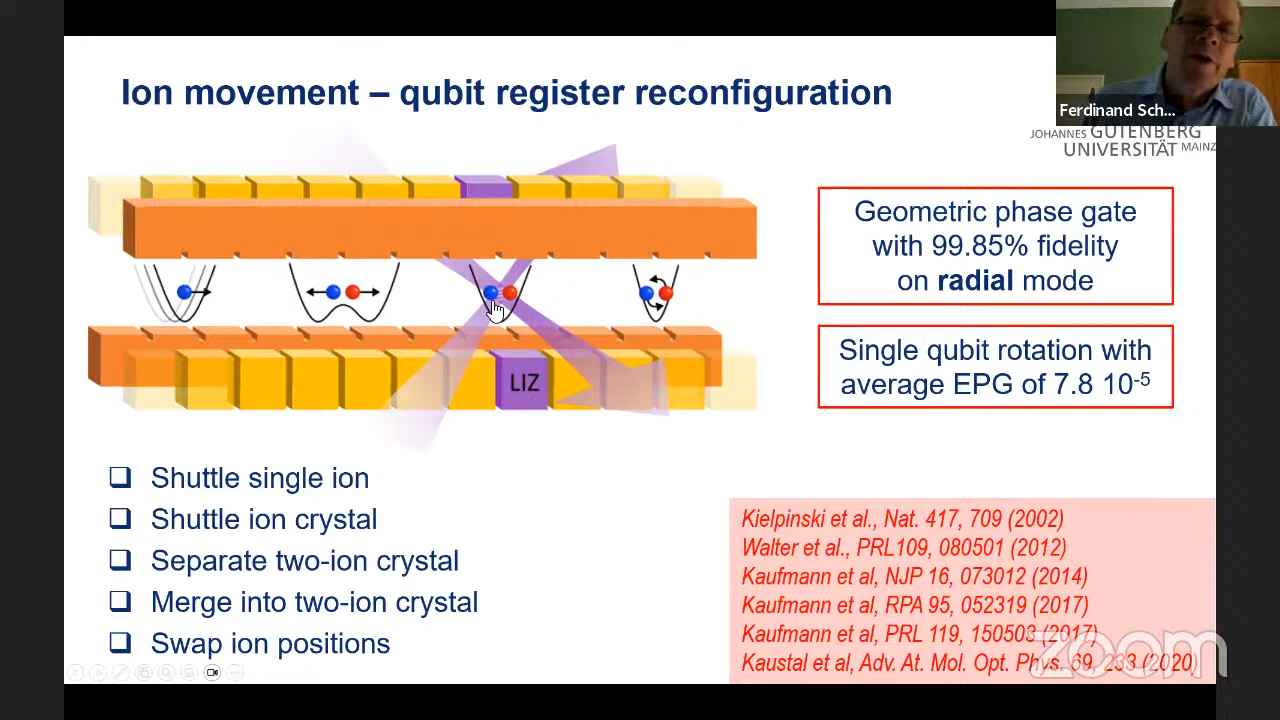 Ion movement – qubit register reconfiguration
Ferdinand Sch...
JOHANNES GUTENBERG
UNIVERSITÄT MAINZ
Geometric phase gate
with 99.85% fidelity
on radial mode
Single qubit rotation with
average EPG of 7.8 10-5
LIZ
❑ Shuttle single ion
❑ Shuttle ion crystal
❑ Separate two-ion crystal
❑ Merge into two-ion crystal
❑ Swap ion positions
Kielpinski et al., Nat. 417, 709 (2002)
Walter et al., PRL109, 080501 (2012)
Kaufmann et al, NJP 16, 073012 (2014)
Kaufmann et al, RPA 95, 052319 (2017)
Kaufmann et al, PRL 119, 150503 (2017)
Kaustal et al, Adv. At. Mol. Opt. Phys. 69, 233 (2020)
zoom